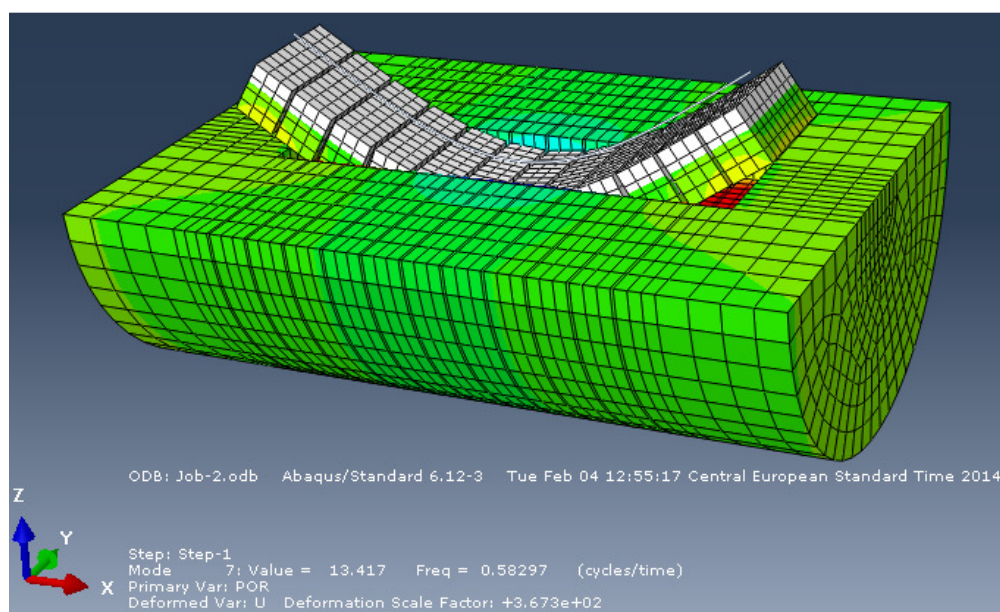 ODB: Job-2.odb Abaqus/Standard 6.12-3 Tue Feb 04 12:55:17 Central European Standard Time 2014
Z
Y
X
Step: Step-1
Mode 7: Value = 13.417 Freq = 0.58297 (cycles/time)
Primary Var: POR
Deformed Var: U Deformation Scale Factor: +3.673e+02